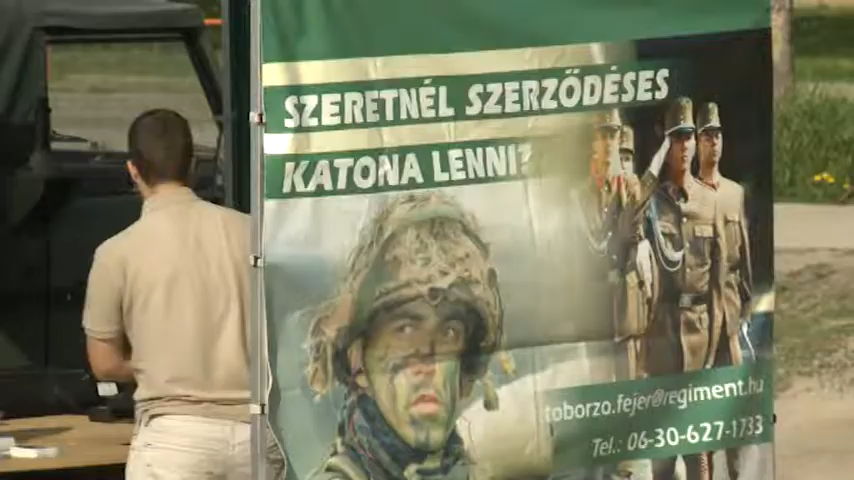 SZERETNÉL SZERZŐDÉSES
KATONA LENNI?
toborzo.fejer@regiment.hu
Tel.: 06-30-627-1733